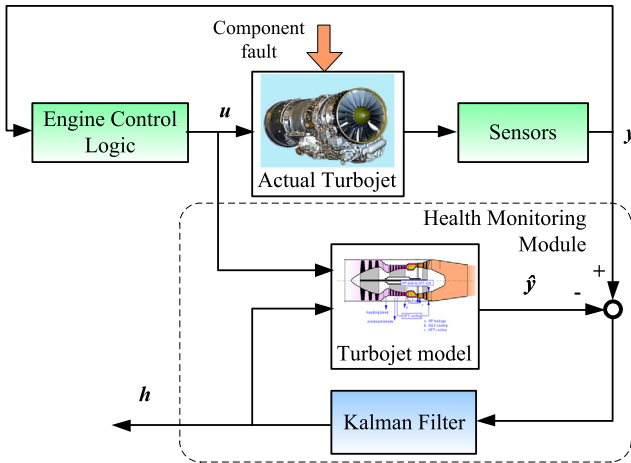 Component
fault
Engine Control
Logic
u
Actual Turbojet
Sensors
y
Health Monitoring
Module
+
ŷ
-
Turbojet model
h
Kalman Filter